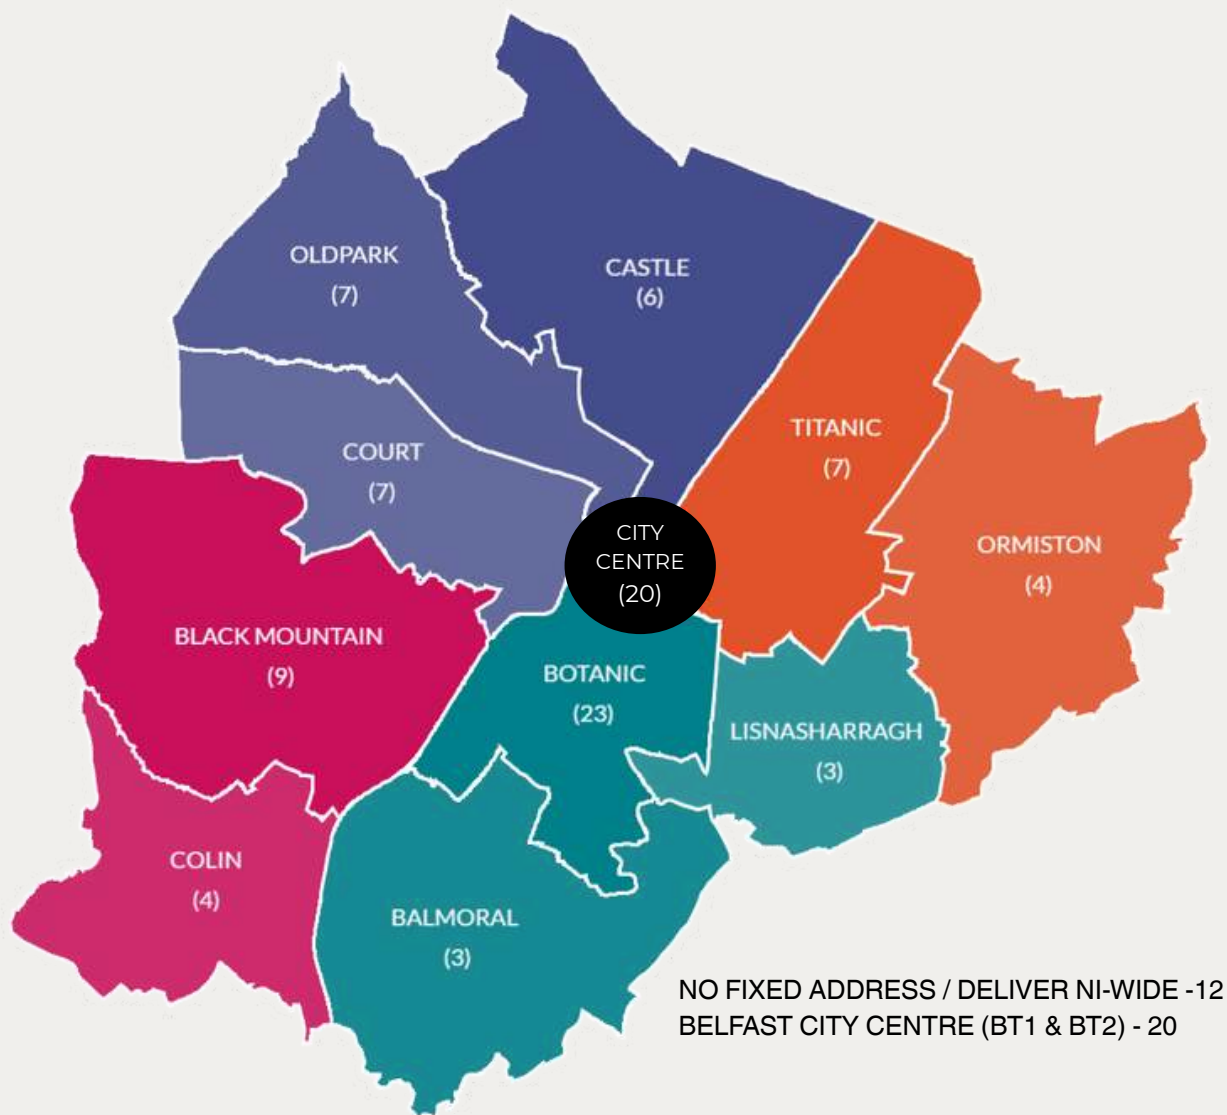 OLDPARK
(7)
CASTLE
(6)
TITANIC
(7)
COURT
(7)
CITY
CENTRE
(20)
ORMISTON
(4)
BLACK MOUNTAIN
(9)
BOTANIC
(23)
LISNASHARRAGH
(3)
COLIN
(4)
BALMORAL
(3)
NO FIXED ADDRESS / DELIVER NI-WIDE -12
BELFAST CITY CENTRE (BT1 & BT2) - 20